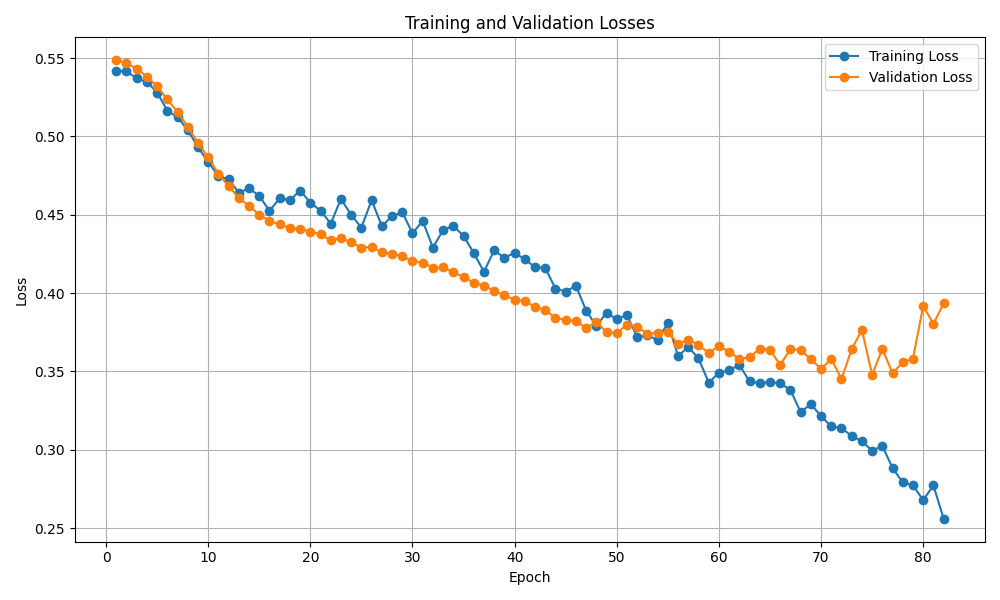 Training and Validation Losses
Training Loss
Validation Loss
0.55
0.50
0.45
0.40
0.35
0.30
0.25
Loss
0 10 20 30 40 50 60 70 80
Epoch